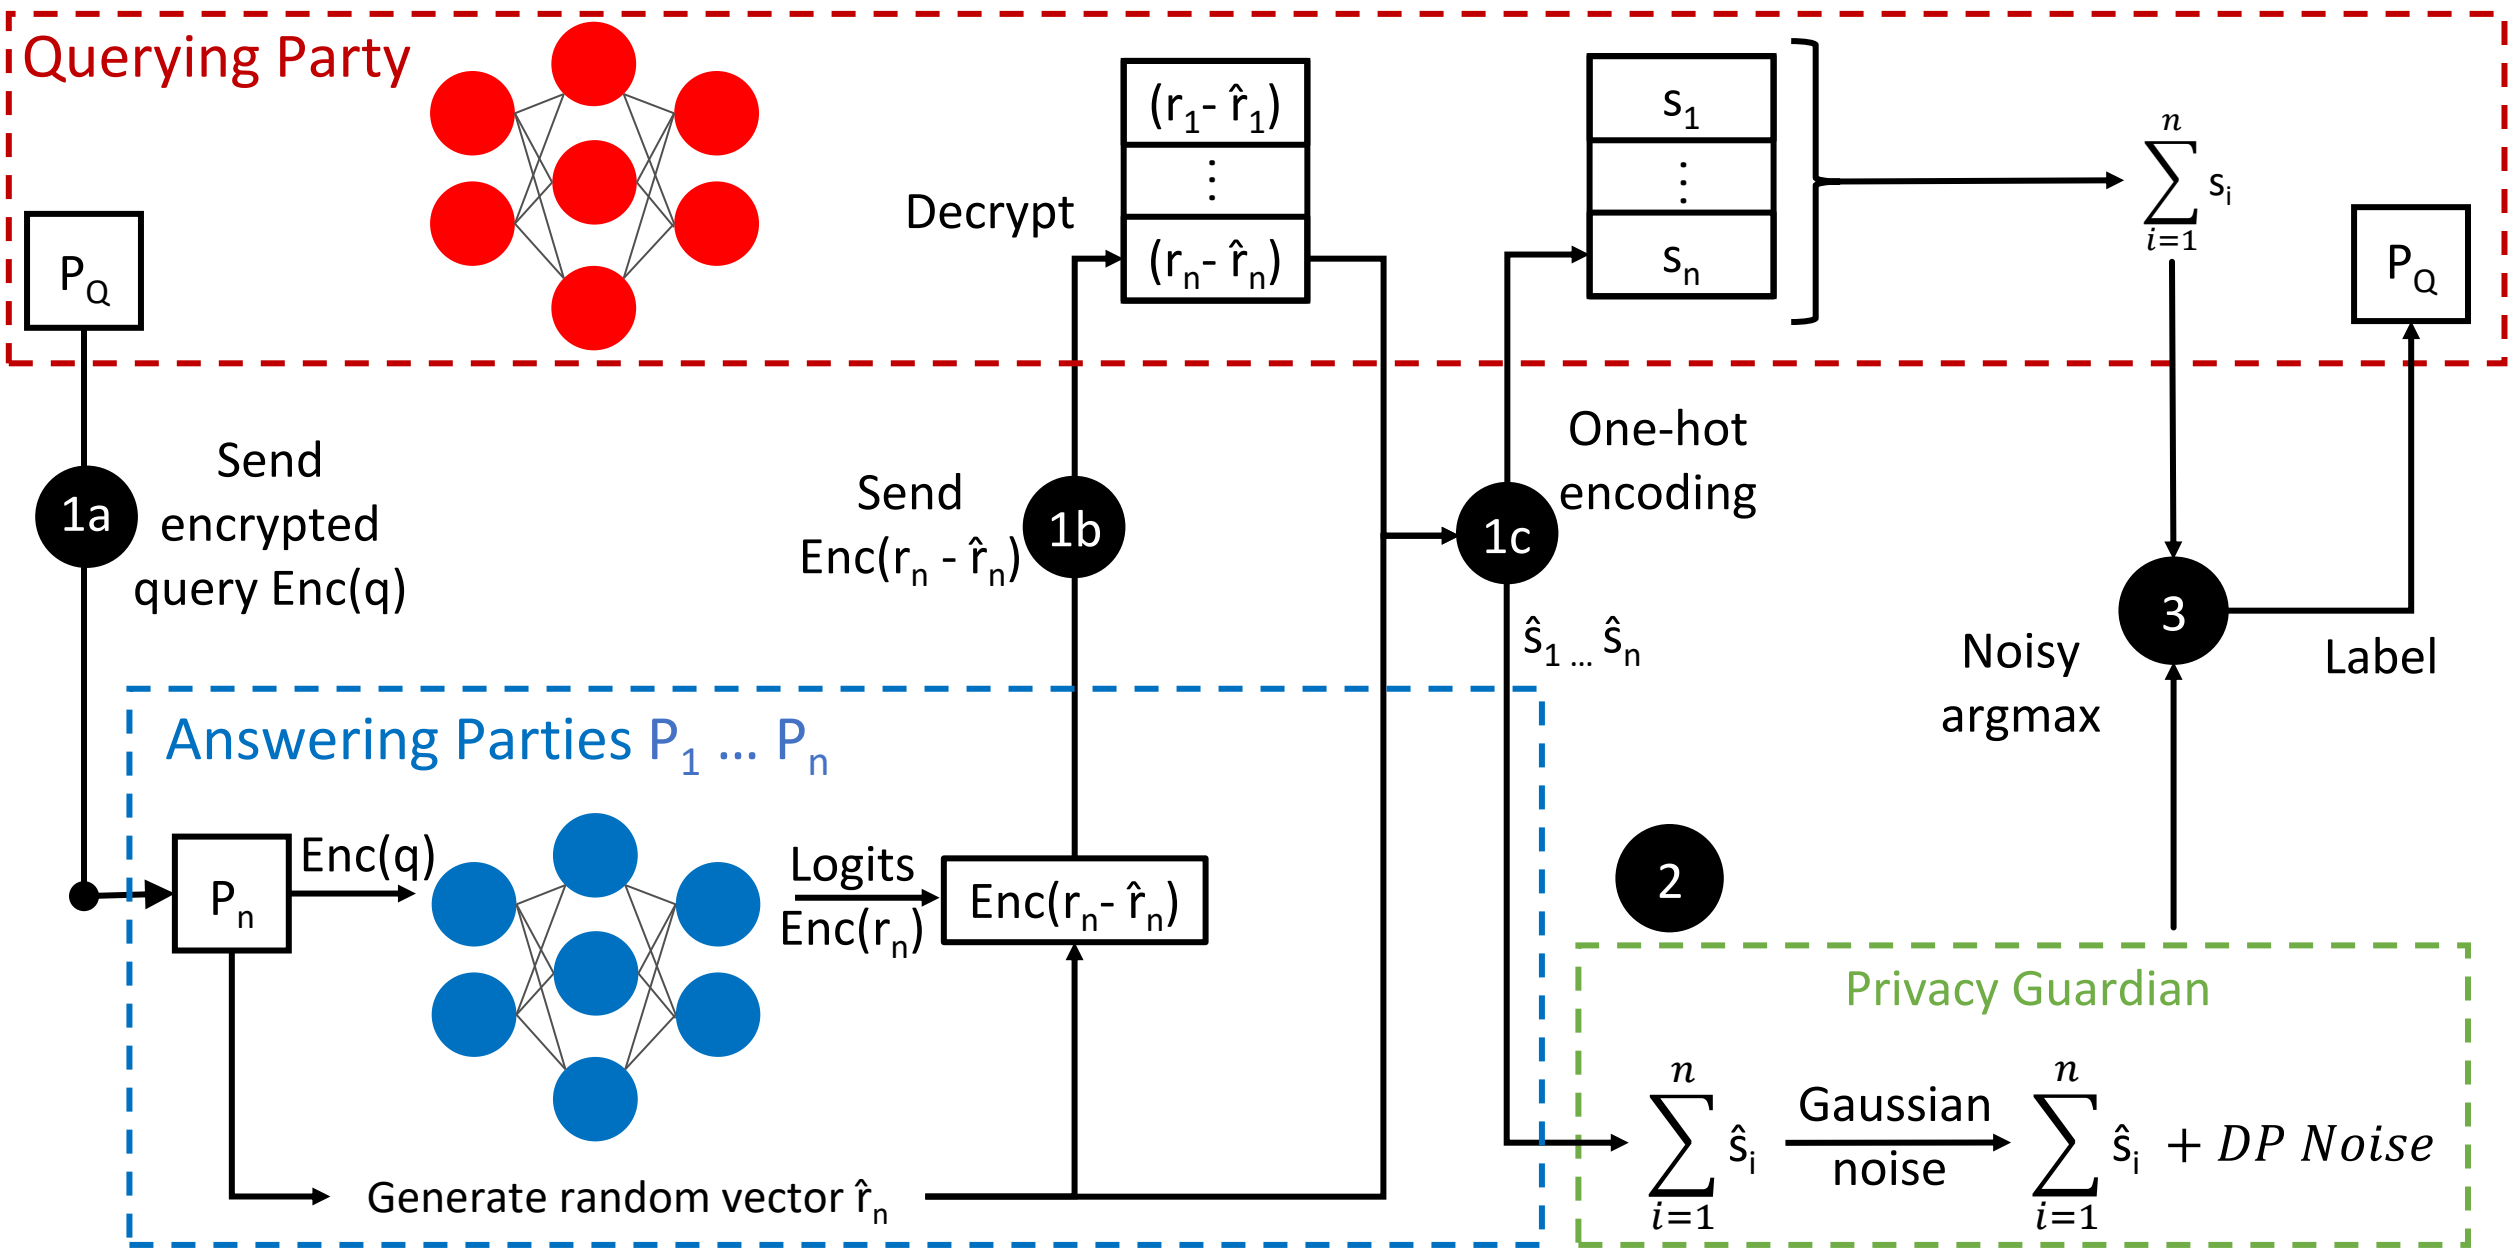 Querying Party
P_Q
(r_1 - r̂_1)
⋮
(r_n - r̂_n)
Decrypt
s_1
⋮
s_n
\sum_{i=1}^{n} s_i
P_Q
1a
Send
encrypted
query Enc(q)
Send
Enc(r_n - r̂_n)
1b
One-hot
encoding
1c
ŝ_1 ... ŝ_n
Noisy
argmax
3
Label
Answering Parties P_1 ... P_n
P_n
Enc(q)
Logits
Enc(r_n)
Enc(r_n - r̂_n)
Generate random vector r̂_n
2
Privacy Guardian
\sum_{i=1}^{n} ŝ_i
Gaussian
noise
\sum_{i=1}^{n} ŝ_i + DP Noise